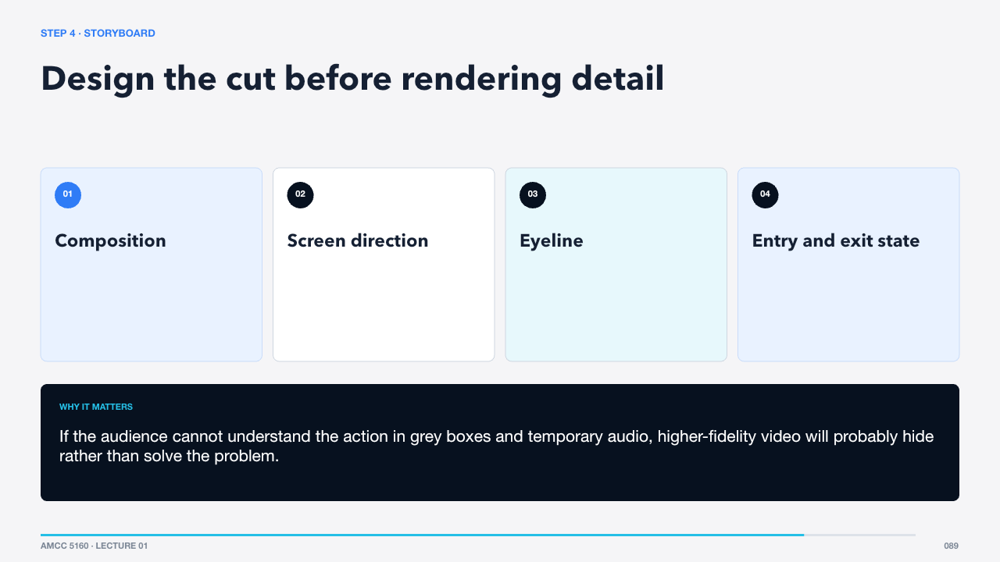 STEP 4 · STORYBOARD
Design the cut before rendering detail
01
Composition
02
Screen direction
03
Eyeline
04
Entry and exit state
WHY IT MATTERS
If the audience cannot understand the action in grey boxes and temporary audio, higher-fidelity video will probably hide
rather than solve the problem.
AMCC 5160 · LECTURE 01
089